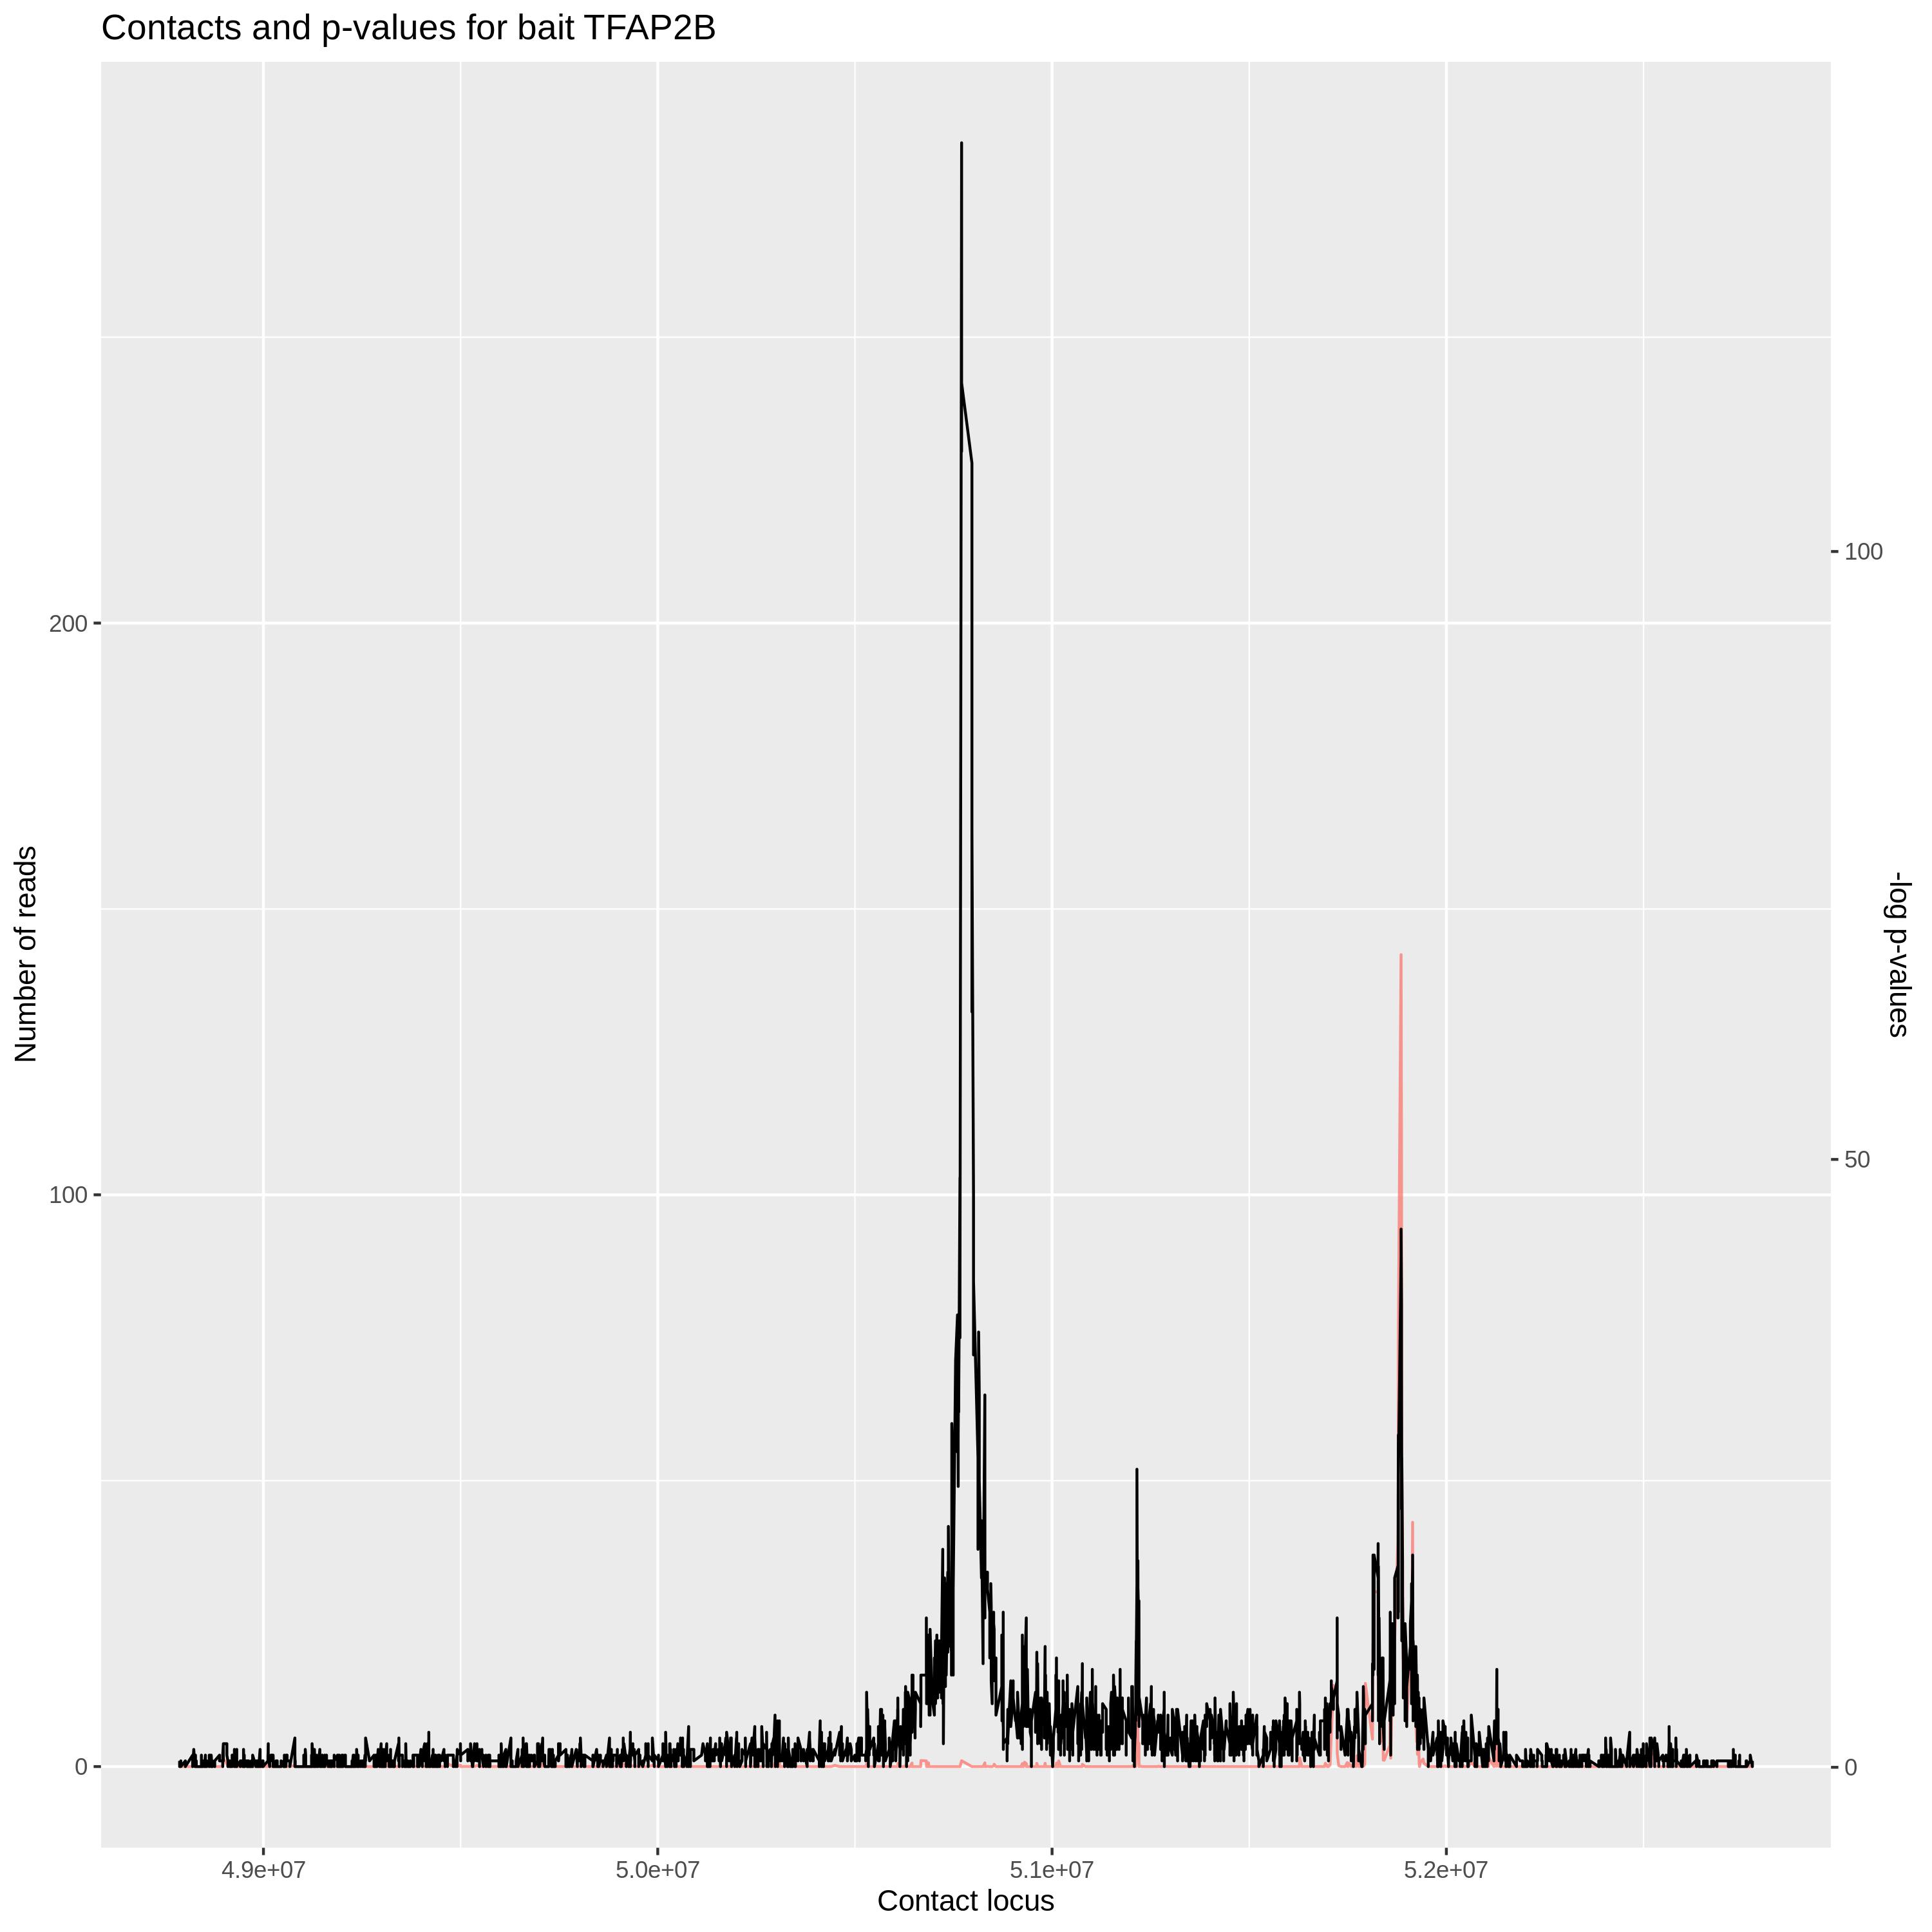 Contacts and p-values for bait TFAP2B
Number of reads
200
100
0
100
50
0
-log p-values
4.9e+07 5.0e+07 5.1e+07 5.2e+07
Contact locus